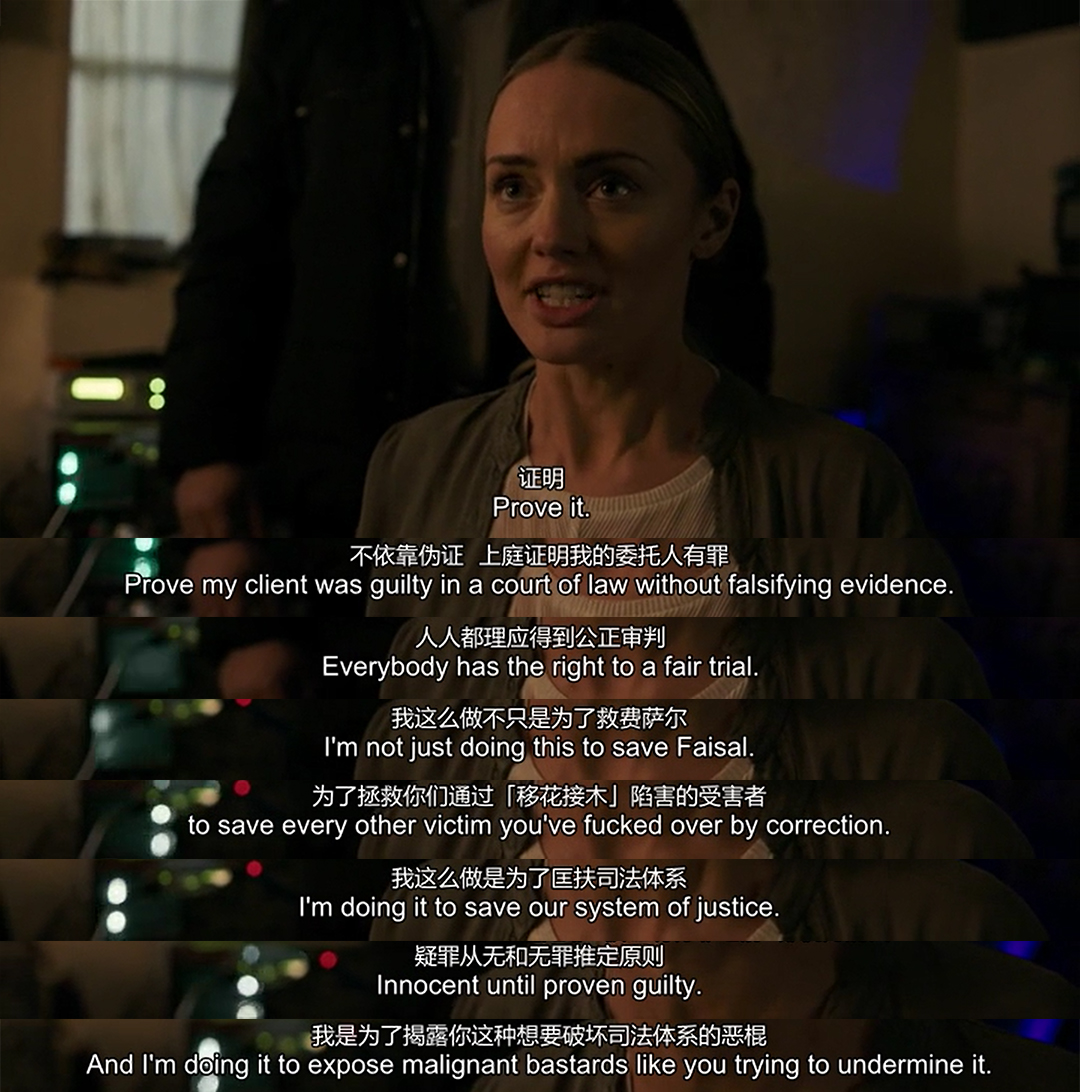 证明
Prove it.
不依靠伪证 上庭证明我的委托人有罪
Prove my client was guilty in a court of law without falsifying evidence.
人人都理应得到公正审判
Everybody has the right to a fair trial.
我这么做不只是为了救费萨尔
I'm not just doing this to save Faisal.
为了拯救你们通过「移花接木」陷害的受害者
to save every other victim you've fucked over by correction.
我这么做是为了匡扶司法体系
I'm doing it to save our system of justice.
疑罪从无和无罪推定原则
Innocent until proven guilty.
我是为了揭露你这种想要破坏司法体系的恶棍
And I'm doing it to expose malignant bastards like you trying to undermine it.